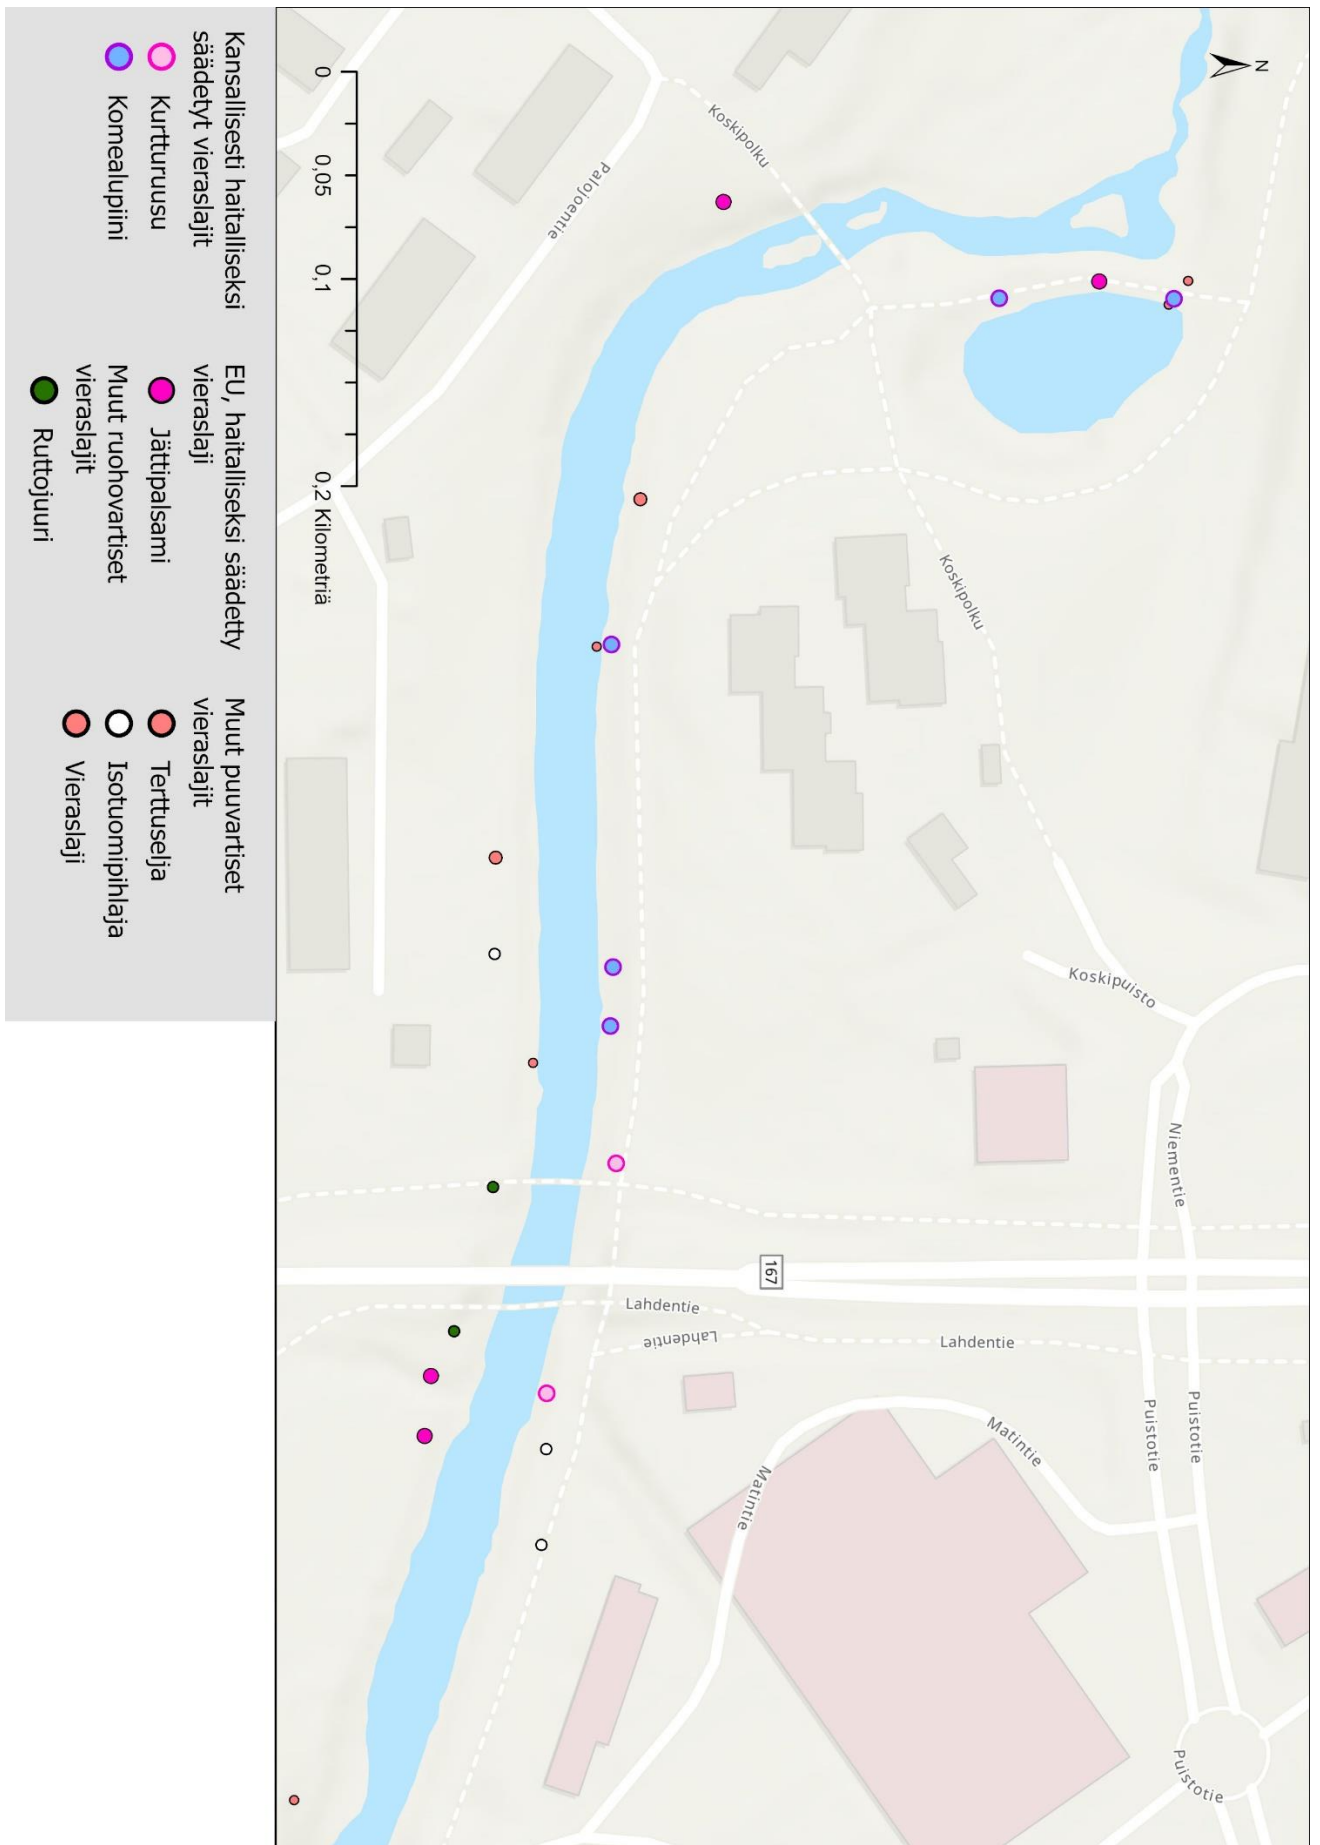 N
Koskipolku
Palojoentie
Koskipolku
Koskipuisto
Niementie
167
Lahdentie
Lahdentie
Lahdentie
Matintie
Matintie
Puistotie
Puistotie
Puistotie
0
0,05
0,1
0,2 Kilometriä
Kansallisesti haitalliseksi
säädetyt vieraslajit
Kurtturuusu
Komealupiini
EU, haitalliseksi säädetty
vieraslaji
Jättipalsami
Muut ruohovartiset
vieraslajit
Ruttojuuri
Muut puuvartiset
vieraslajit
Terttuselja
Isotuomipihlaja
Vieraslaji